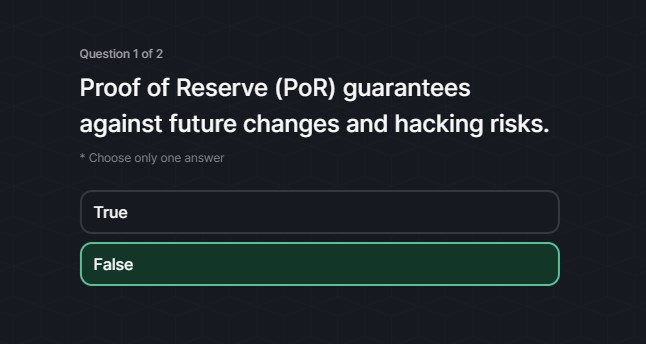 Question 1 of 2
Proof of Reserve (PoR) guarantees
against future changes and hacking risks.
* Choose only one answer
True
False